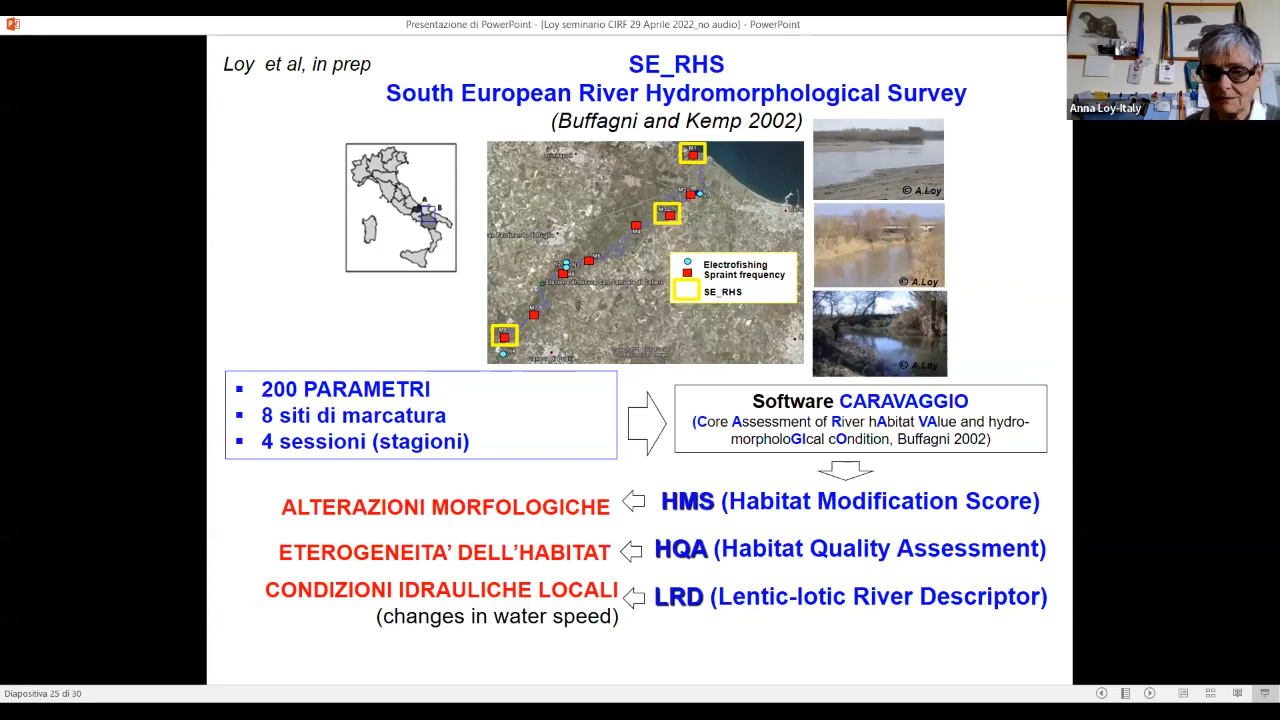 Presentazione di PowerPoint - [Loy seminario CIRF 29 Aprile 2022_no audio] - PowerPoint
Anna Loy-Italy
Loy et al, in prep
SE_RHS
South European River Hydromorphological Survey
(Buffagni and Kemp 2002)
A
B
M1
Electrofishing
Spraint frequency
SE_RHS
© A.Loy
© A.Loy
© A.Loy
▪ 200 PARAMETRI
▪ 8 siti di marcatura
▪ 4 sessioni (stagioni)
Software CARAVAGGIO
(Core Assessment of River hAbitat VAlue and hydro-
morpholoGIcal cOndition, Buffagni 2002)
ALTERAZIONI MORFOLOGICHE
HMS (Habitat Modification Score)
ETEROGENEITA’ DELL’HABITAT
HQA (Habitat Quality Assessment)
CONDIZIONI IDRAULICHE LOCALI
(changes in water speed)
LRD (Lentic-lotic River Descriptor)
Diapositiva 25 di 30